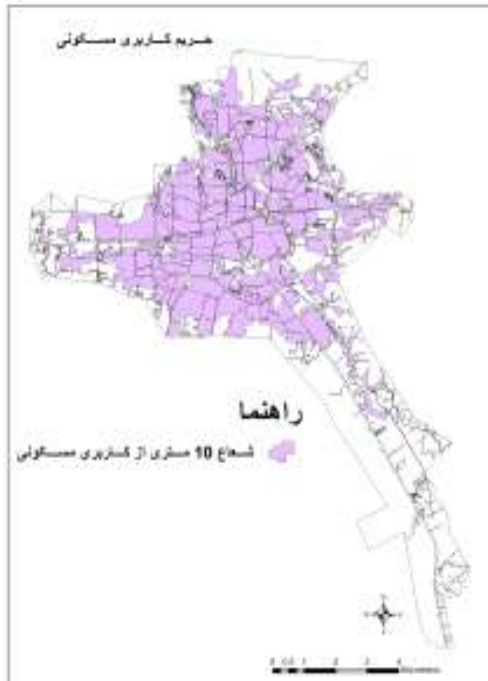 حریم کاربری مسکونی
راهنما
شعاع 10 متری از کاربری مسکونی